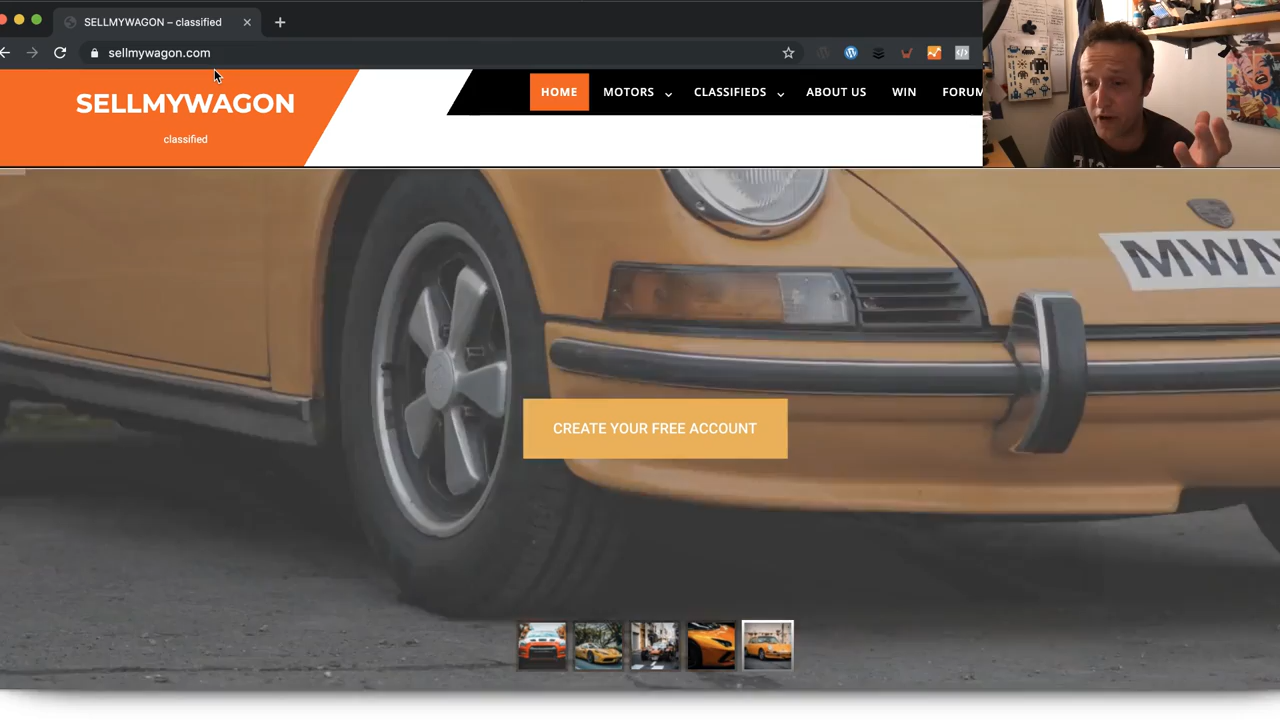 SELLMYWAGON – classified
sellmywagon.com
SELLMYWAGON
classified
HOME MOTORS CLASSIFIEDS ABOUT US WIN FORUM
MWN
CREATE YOUR FREE ACCOUNT